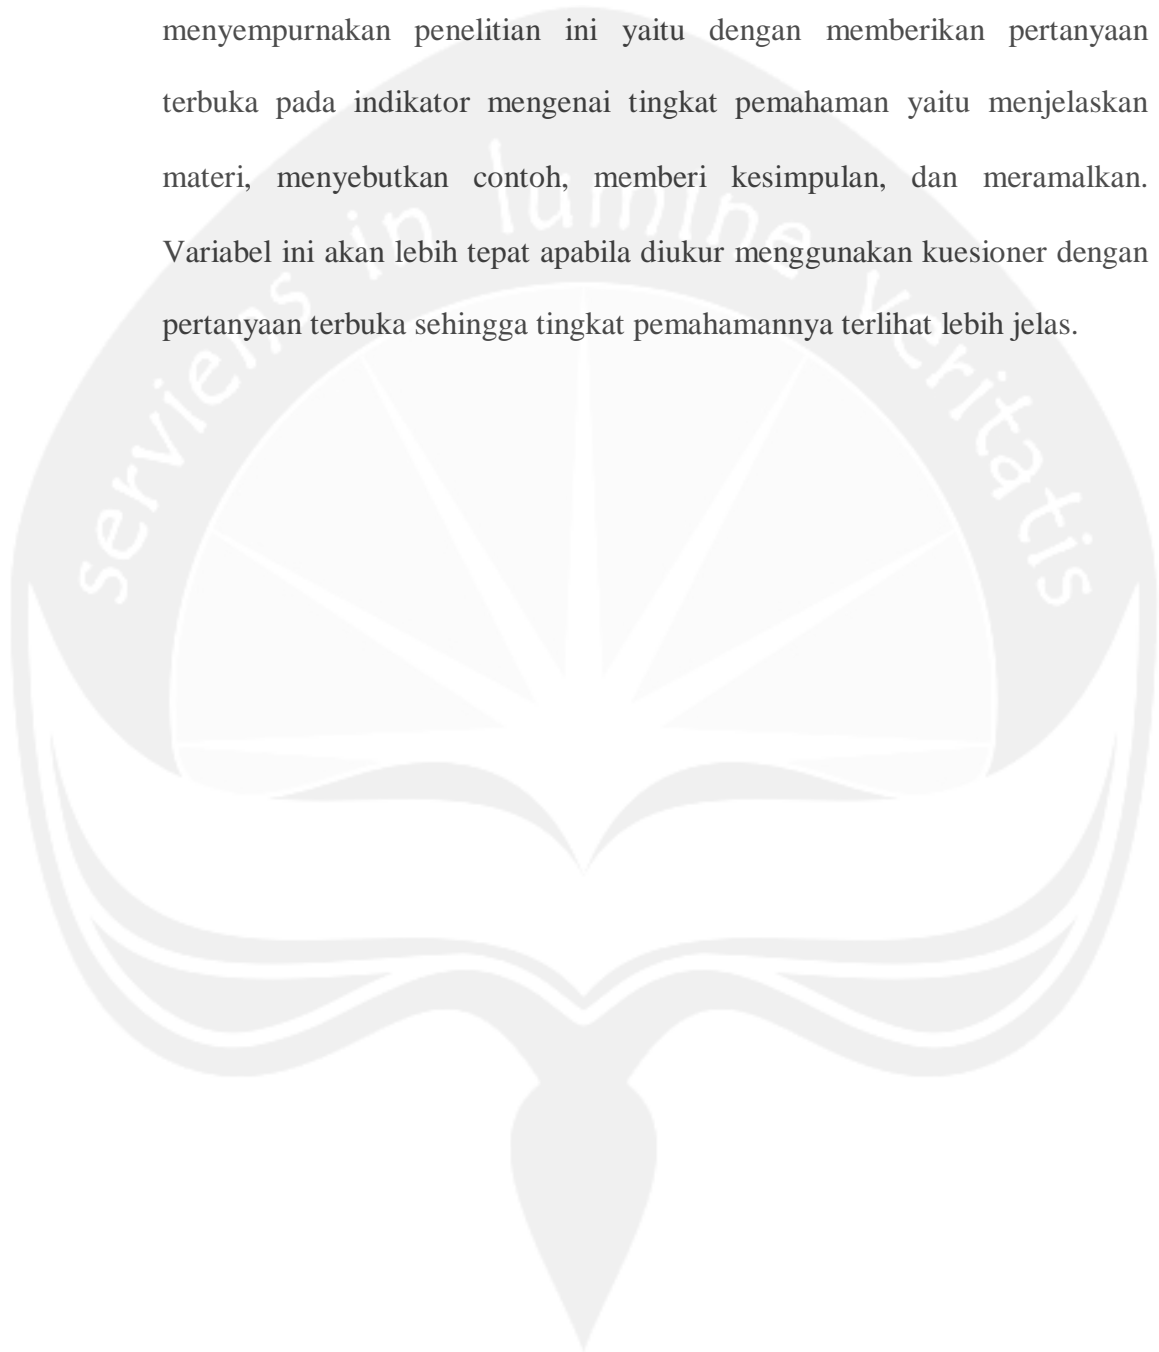 menyempurnakan penelitian ini yaitu dengan memberikan pertanyaan
terbuka pada indikator mengenai tingkat pemahaman yaitu menjelaskan
materi, menyebutkan contoh, memberi kesimpulan, dan meramalkan.
Variabel ini akan lebih tepat apabila diukur menggunakan kuesioner dengan
pertanyaan terbuka sehingga tingkat pemahamannya terlihat lebih jelas.
serviens in lumine veritatis